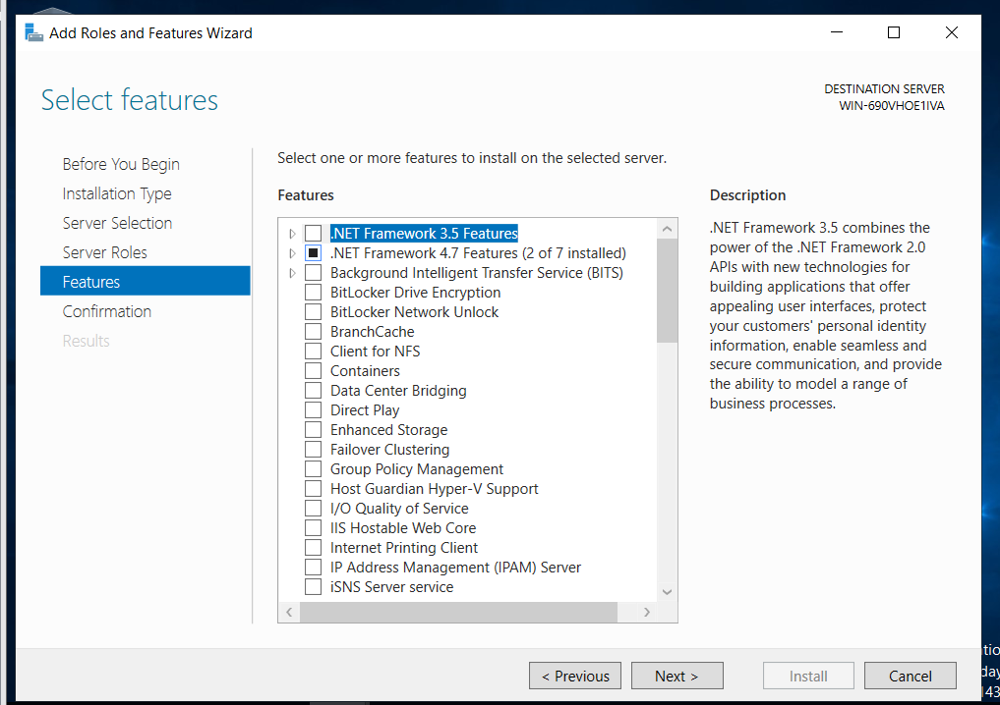 Add Roles and Features Wizard
Select features
DESTINATION SERVER
WIN-690VHOE1IVA
Before You Begin
Installation Type
Server Selection
Server Roles
Features
Confirmation
Results
Select one or more features to install on the selected server.
Features
.NET Framework 3.5 Features
.NET Framework 4.7 Features (2 of 7 installed)
Background Intelligent Transfer Service (BITS)
BitLocker Drive Encryption
BitLocker Network Unlock
BranchCache
Client for NFS
Containers
Data Center Bridging
Direct Play
Enhanced Storage
Failover Clustering
Group Policy Management
Host Guardian Hyper-V Support
I/O Quality of Service
IIS Hostable Web Core
Internet Printing Client
IP Address Management (IPAM) Server
iSNS Server service
Description
.NET Framework 3.5 combines the
power of the .NET Framework 2.0
APIs with new technologies for
building applications that offer
appealing user interfaces, protect
your customers' personal identity
information, enable seamless and
secure communication, and provide
the ability to model a range of
business processes.
< Previous
Next >
Install
Cancel